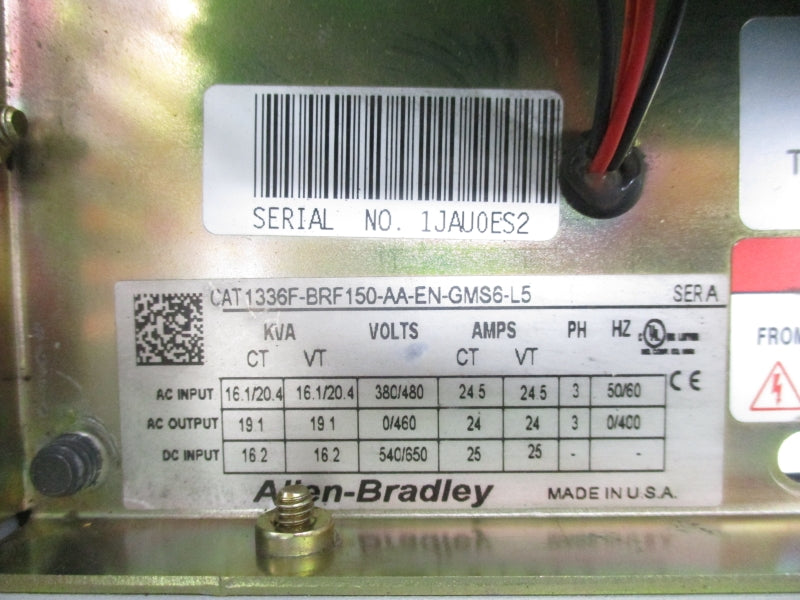 SERIAL NO. 1JAU0ES2
CAT1336F-BRF150-AA-EN-GMS6-L5 SER A
KVA VOLTS AMPS PH HZ
CT VT CT VT
AC INPUT 16.1/20.4 16.1/20.4 380/480 24.5 24.5 3 50/60
AC OUTPUT 19.1 19.1 0/460 24 24 3 0/400
DC INPUT 16.2 16.2 540/650 25 25 - -
CE
UL
Allen-Bradley MADE IN U.S.A.
T
FROM